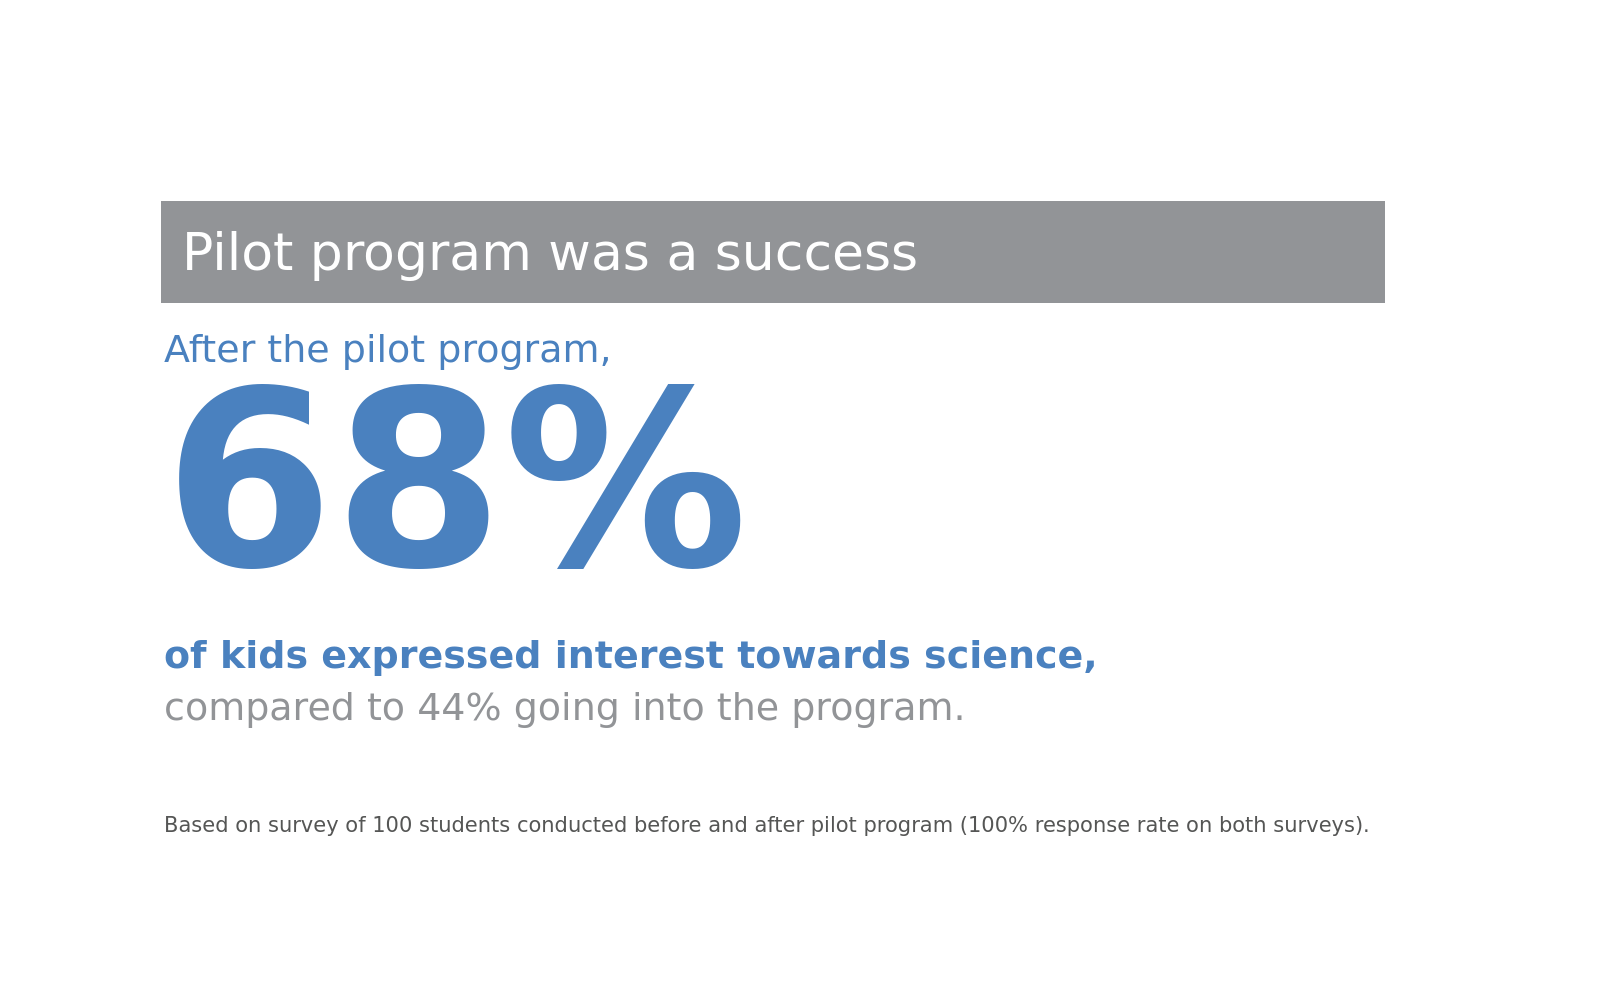 Pilot program was a success
After the pilot program,
68%
of kids expressed interest towards science,
compared to 44% going into the program.
Based on survey of 100 students conducted before and after pilot program (100% response rate on both surveys).